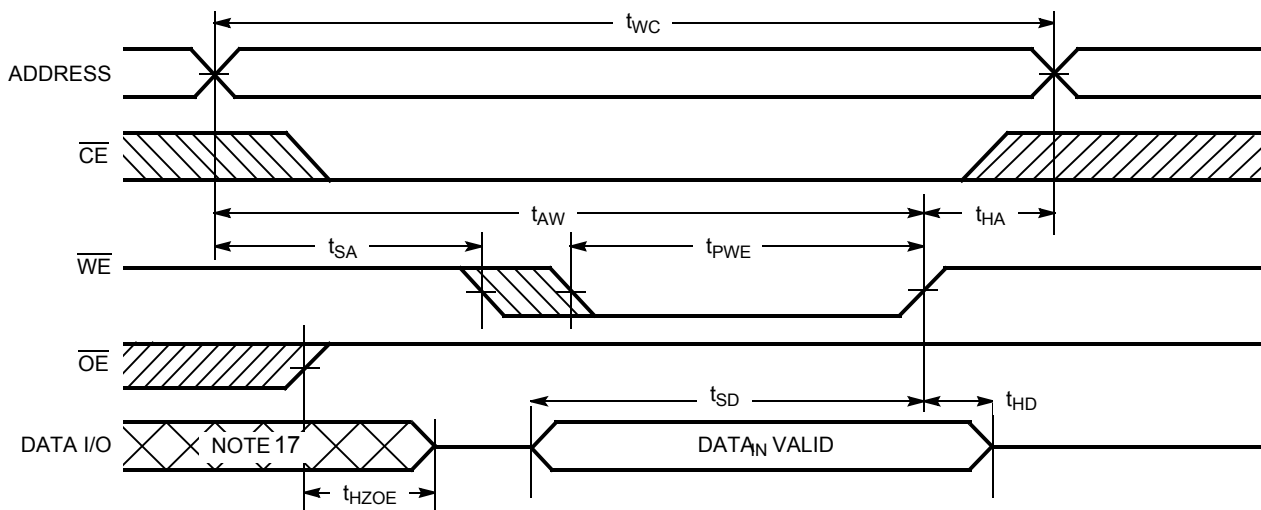 tWC
ADDRESS
CE
tAW
tHA
tSA
tPWE
WE
OE
tSD
tHD
DATA I/O
NOTE 17
DATAIN VALID
tHZOE